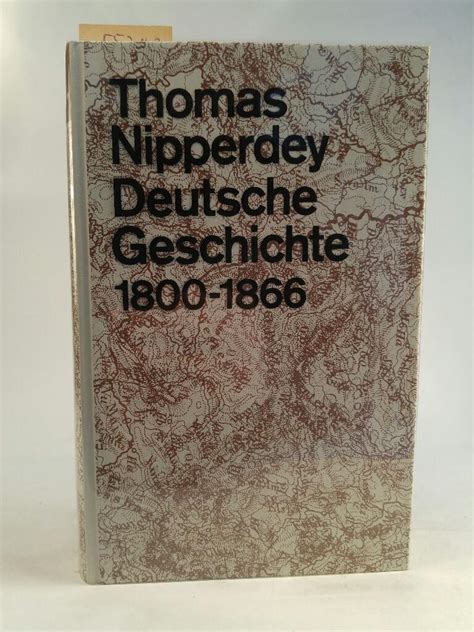 Thomas
Nipperdey
Deutsche
Geschichte
1800-1866